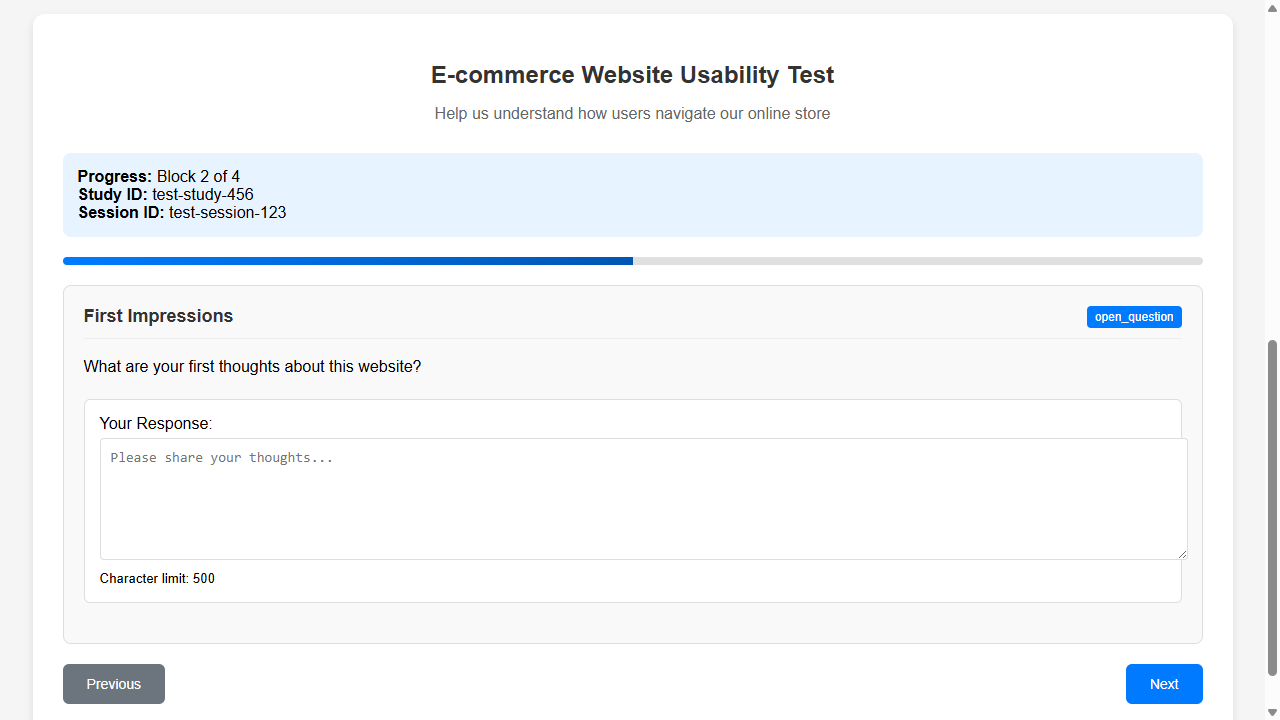 E-commerce Website Usability Test
Help us understand how users navigate our online store
Progress: Block 2 of 4
Study ID: test-study-456
Session ID: test-session-123
First Impressions
open_question
What are your first thoughts about this website?
Your Response:
Please share your thoughts...
Character limit: 500
Previous
Next